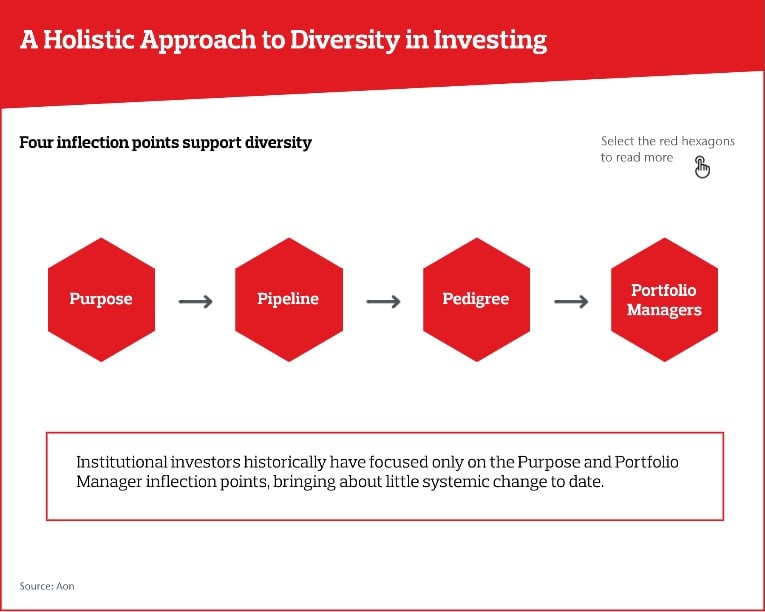 A Holistic Approach to Diversity in Investing
Four inflection points support diversity
Select the red hexagons
to read more
Purpose
Pipeline
Pedigree
Portfolio
Managers
Institutional investors historically have focused only on the Purpose and Portfolio
Manager inflection points, bringing about little systemic change to date.
Source: Aon